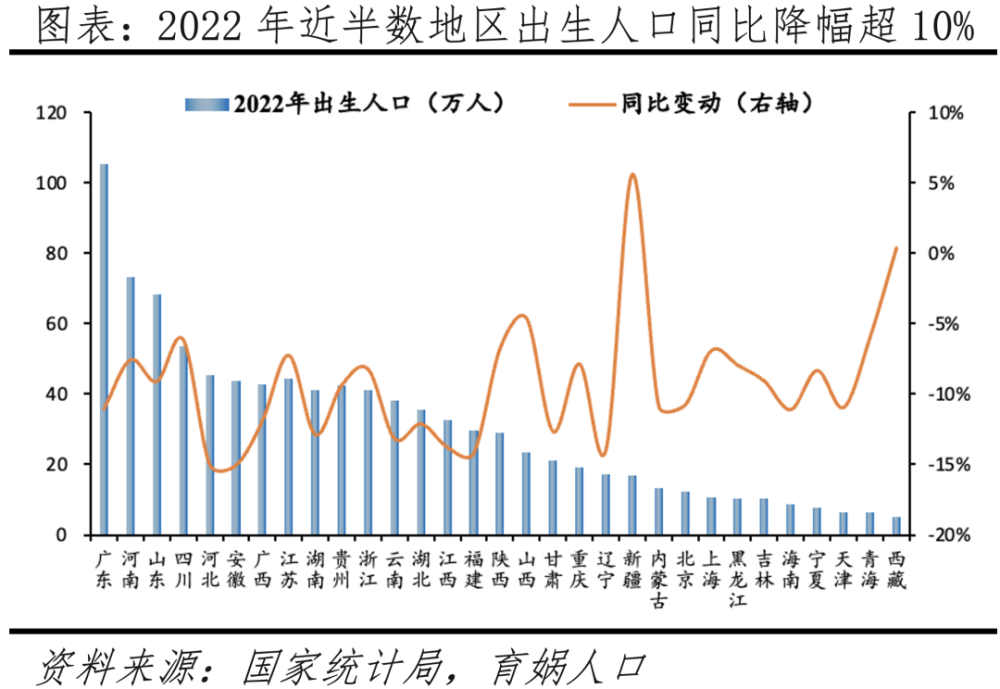 图表：2022 年近半数地区出生人口同比降幅超 10%
2022年出生人口（万人）
同比变动（右轴）
120
100
80
60
40
20
0
10%
5%
0%
-5%
-10%
-15%
-20%
广东
河南
山东
四川
河北
安徽
广西
江苏
湖南
贵州
浙江
云南
湖北
江西
福建
陕西
山西
甘肃
重庆
辽宁
新疆
内蒙古
北京
上海
黑龙江
吉林
海南
宁夏
天津
青海
西藏
资料来源：国家统计局，育娲人口